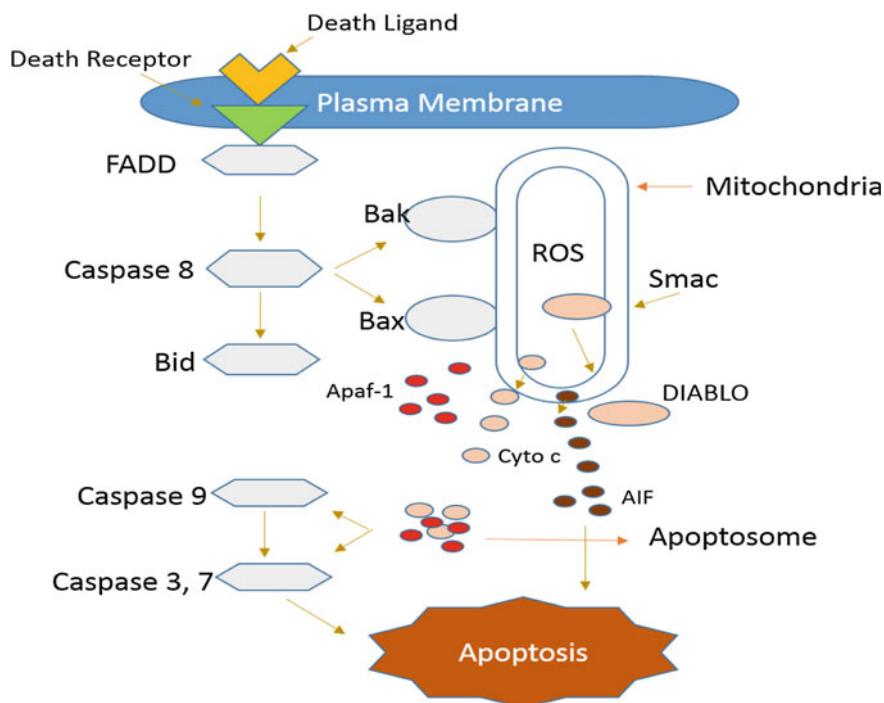 Death Ligand
Death Receptor
Plasma Membrane
FADD
Mitochondria
Bak
ROS
Caspase 8
Smac
Bax
Bid
Apaf-1
DIABLO
Cyto c
Caspase 9
AIF
Apoptosome
Caspase 3, 7
Apoptosis